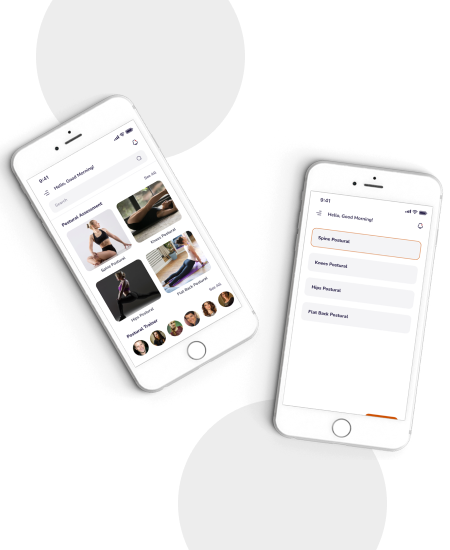 9:41
Hello, Good Morning!
Search
Postural Assessment
See All
Spine Postural
Knees Postural
Hips Postural
Flat Back Postural
Postural Trainer
See All
9:41
Hello, Good Morning!
Spine Postural
Knees Postural
Hips Postural
Flat Back Postural